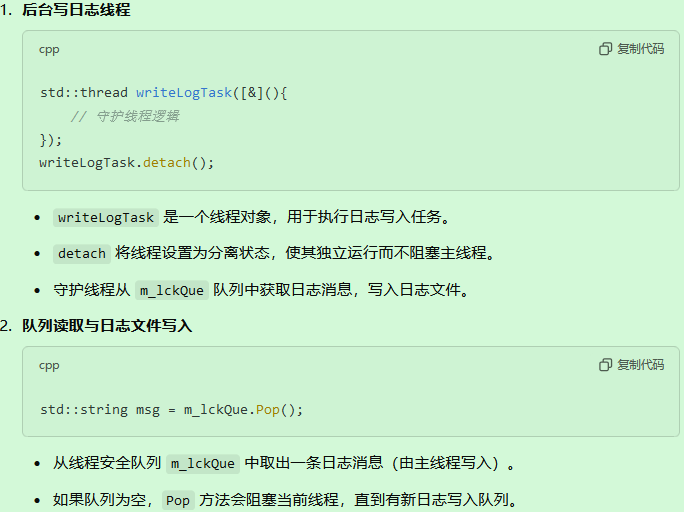 1. 后台写日志线程
cpp
复制代码
std::thread writeLogTask([&](){
// 守护线程逻辑
});
writeLogTask.detach();
• writeLogTask 是一个线程对象，用于执行日志写入任务。
• detach 将线程设置为分离状态，使其独立运行而不阻塞主线程。
• 守护线程从 m_lckQue 队列中获取日志消息，写入日志文件。
2. 队列读取与日志文件写入
cpp
复制代码
std::string msg = m_lckQue.Pop();
• 从线程安全队列 m_lckQue 中取出一条日志消息（由主线程写入）。
• 如果队列为空，Pop 方法会阻塞当前线程，直到有新日志写入队列。